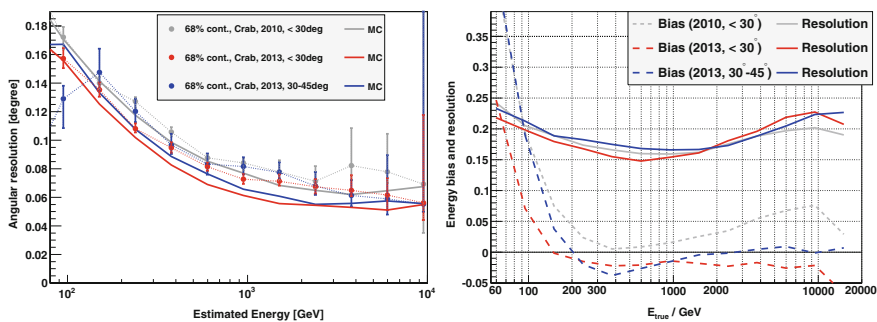 Angular resolution [degree]
0.18
0.16
0.14
0.12
0.1
0.08
0.06
0.04
0.02
0
68% cont., Crab, 2010, < 30deg MC
68% cont., Crab, 2013, < 30deg MC
68% cont., Crab, 2013, 30-45deg MC
10² 10³ 10⁴
Estimated Energy [GeV]
Energy bias and resolution
0.35
0.3
0.25
0.2
0.15
0.1
0.05
0
-0.05
Bias (2010, < 30°) Resolution
Bias (2013, < 30°) Resolution
Bias (2013, 30°-45°) Resolution
60 100 200 300 1000 2000 10000 20000
E_true / GeV